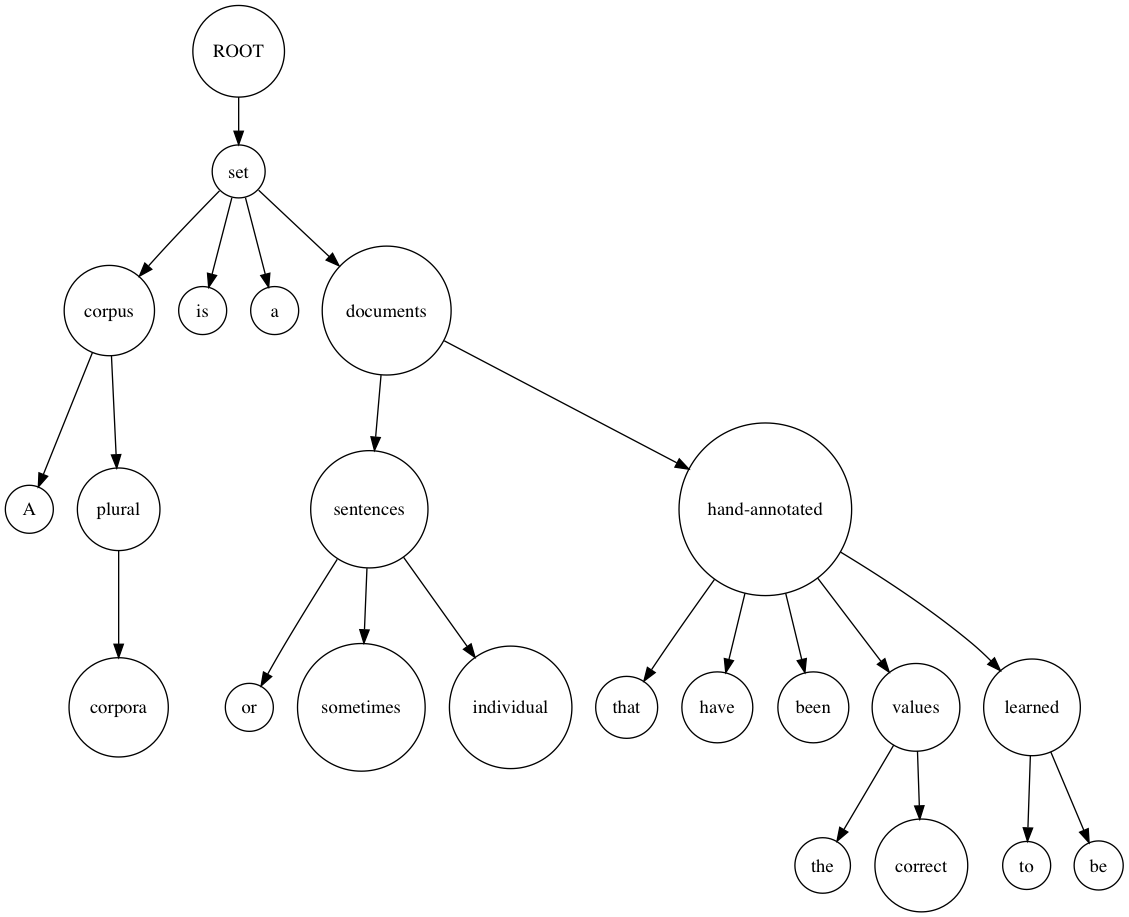 ROOT
set
corpus
is
a
documents
A
plural
sentences
hand-annotated
corpora
or
sometimes
individual
that
have
been
values
learned
the
correct
to
be